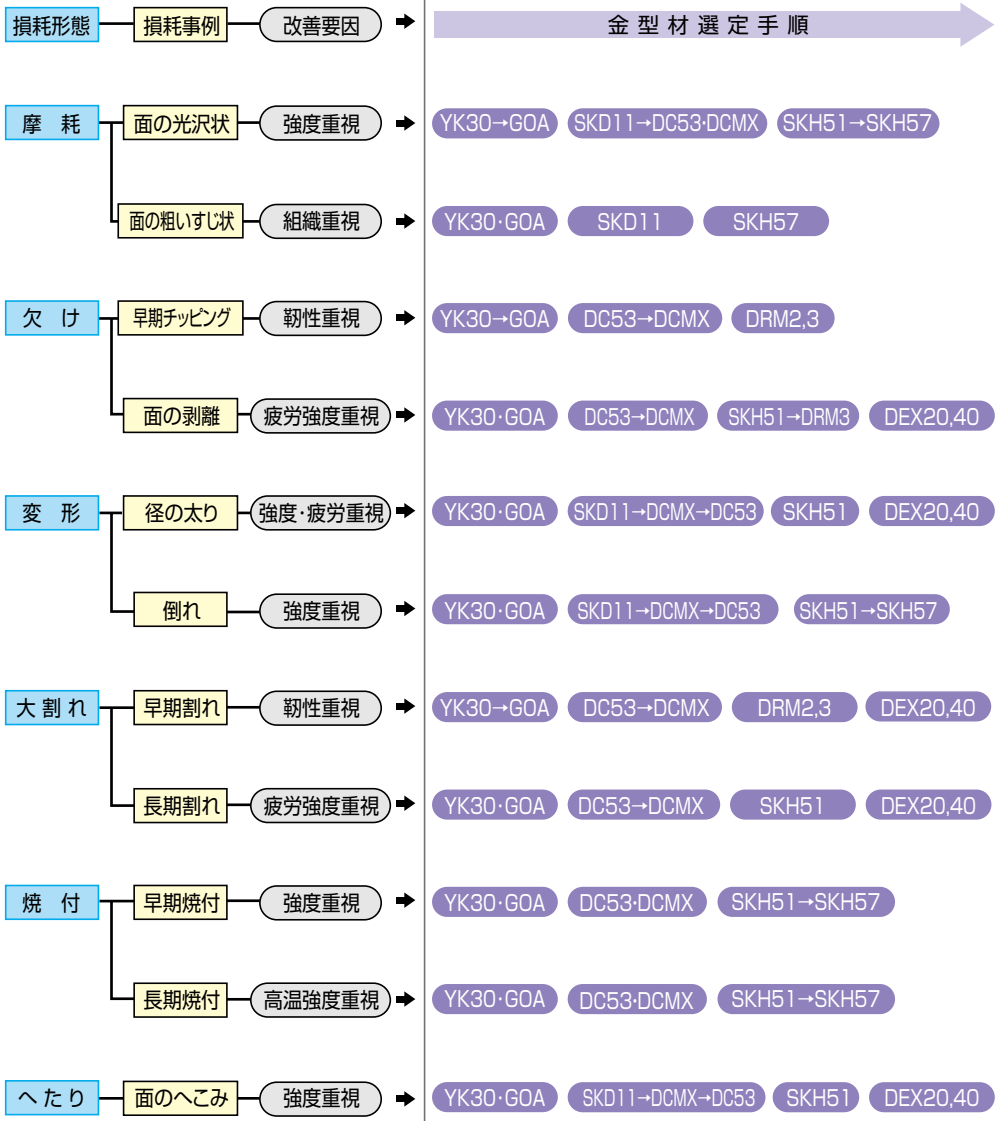 損耗形態 損耗事例 改善要因 ➡ 金型材選定手順
摩耗 面の光沢状 強度重視 ➡ YK30→GOA SKD11→DC53・DCMX SKH51→SKH57
面の粗いすじ状 組織重視 ➡ YK30・GOA SKD11 SKH57
欠け 早期チッピング 靭性重視 ➡ YK30→GOA DC53→DCMX DRM2,3
面の剥離 疲労強度重視 ➡ YK30・GOA DC53→DCMX SKH51→DRM3 DEX20,40
変形 径の太り 強度・疲労重視 ➡ YK30・GOA SKD11→DCMX→DC53 SKH51 DEX20,40
倒れ 強度重視 ➡ YK30・GOA SKD11→DCMX→DC53 SKH51→SKH57
大割れ 早期割れ 靭性重視 ➡ YK30→GOA DC53→DCMX DRM2,3 DEX20,40
長期割れ 疲労強度重視 ➡ YK30・GOA DC53→DCMX SKH51 DEX20,40
焼付 早期焼付 強度重視 ➡ YK30・GOA DC53・DCMX SKH51→SKH57
長期焼付 高温強度重視 ➡ YK30・GOA DC53・DCMX SKH51→SKH57
へたり 面のへこみ 強度重視 ➡ YK30・GOA SKD11→DCMX→DC53 SKH51 DEX20,40